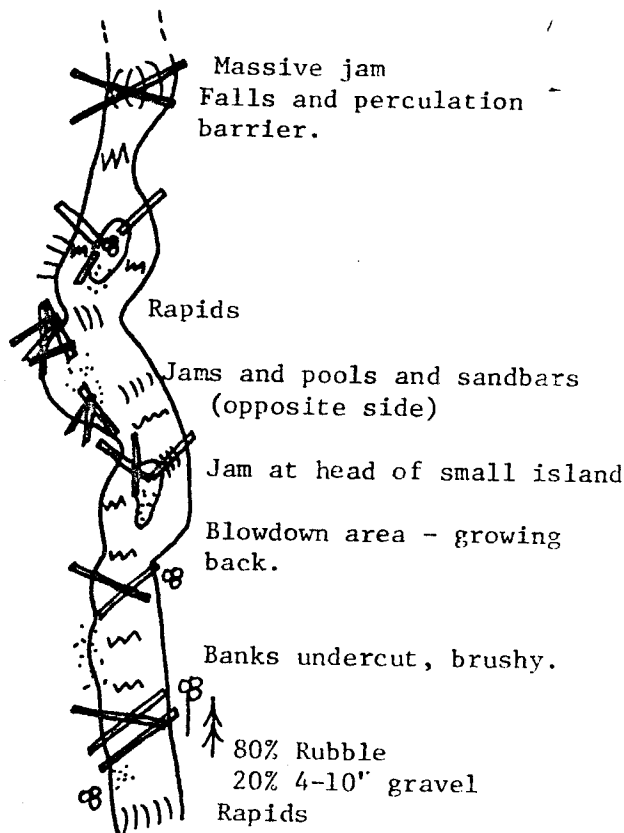 Massive jam
Falls and perculation
barrier.
Rapids
Jams and pools and sandbars
(opposite side)
Jam at head of small island
Blowdown area - growing
back.
Banks undercut, brushy.
80% Rubble
20% 4-10" gravel
Rapids